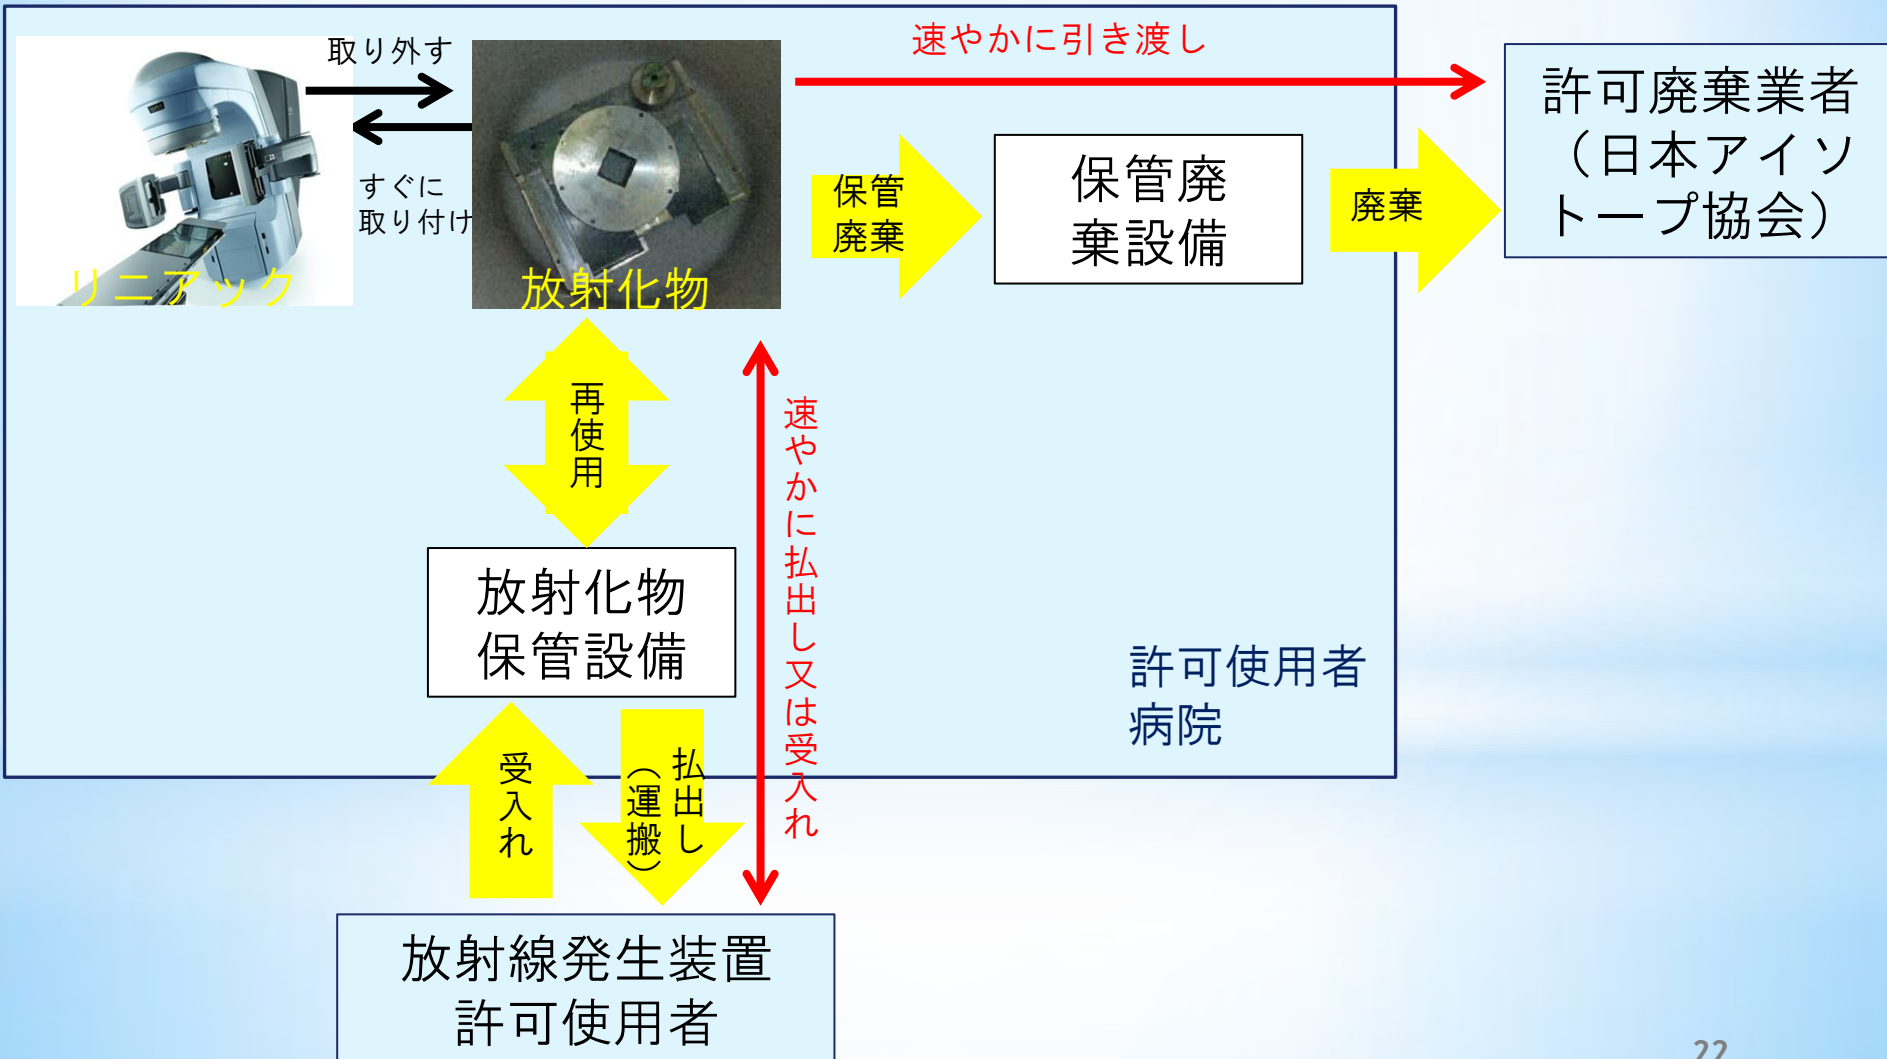 取り外す
すぐに
取り付け
リニアック
放射化物
速やかに引き渡し
保管
廃棄
保管廃
棄設備
廃棄
許可廃棄業者
（日本アイソ
トープ協会）
再使用
速やかに払出し又は受入れ
放射化物
保管設備
許可使用者
病院
受入れ
払出し
（運搬）
放射線発生装置
許可使用者
22